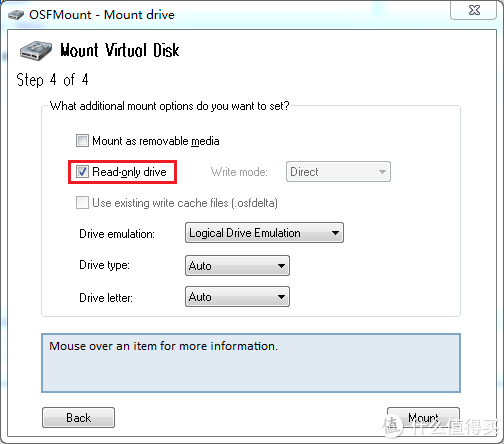 OSFMount - Mount drive
Mount Virtual Disk
Step 4 of 4
What additional mount options do you want to set?
Mount as removable media
Read-only drive Write mode: Direct
Use existing write cache files (.osfdelta)
Drive emulation: Logical Drive Emulation
Drive type: Auto
Drive letter: Auto
Mouse over an item for more information.
Back Mount
值 什么值得买